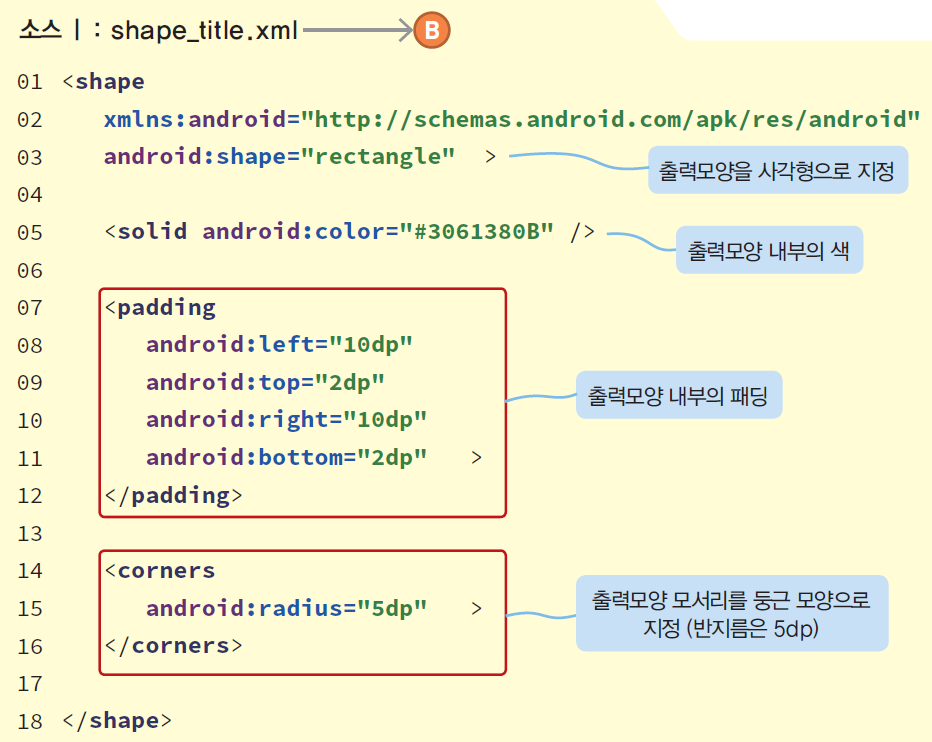 소스 | : shape_title.xml B
01 <shape
02 xmlns:android="http://schemas.android.com/apk/res/android"
03 android:shape="rectangle" >
출력모양을 사각형으로 지정
04
05 <solid android:color="#3061380B" />
출력모양 내부의 색
06
07 <padding
08 android:left="10dp"
09 android:top="2dp"
출력모양 내부의 패딩
10 android:right="10dp"
11 android:bottom="2dp" >
12 </padding>
13
14 <corners
15 android:radius="5dp" >
출력모양 모서리를 둥근 모양으로
지정 (반지름은 5dp)
16 </corners>
17
18 </shape>